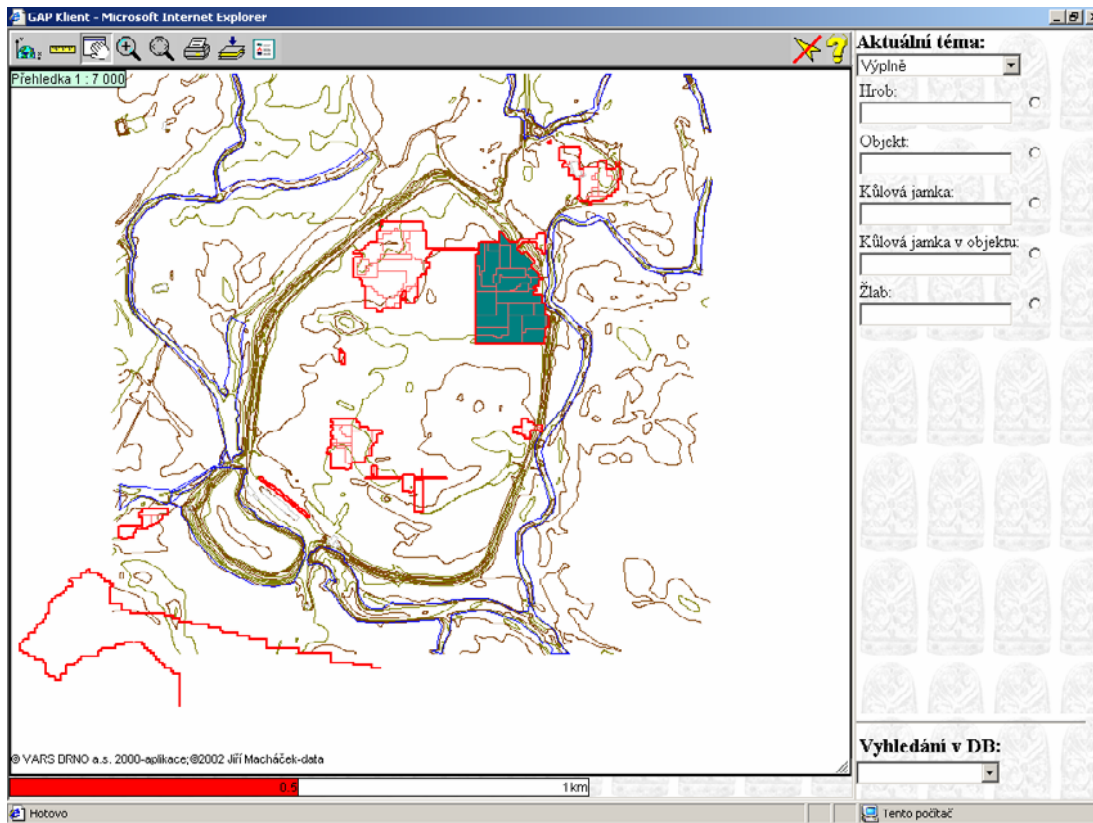 GAP Klient - Microsoft Internet Explorer
Přehledka 1 : 7 000
© VARS BRNO a.s. 2000-aplikace;©2002 Jiří Macháček-data
0.5
1km
Hotovo
Aktuální téma:
Výplně
Hrob:
Objekt:
Kůlová jamka:
Kůlová jamka v objektu:
Žlab:
Vyhledání v DB:
Tento počítač